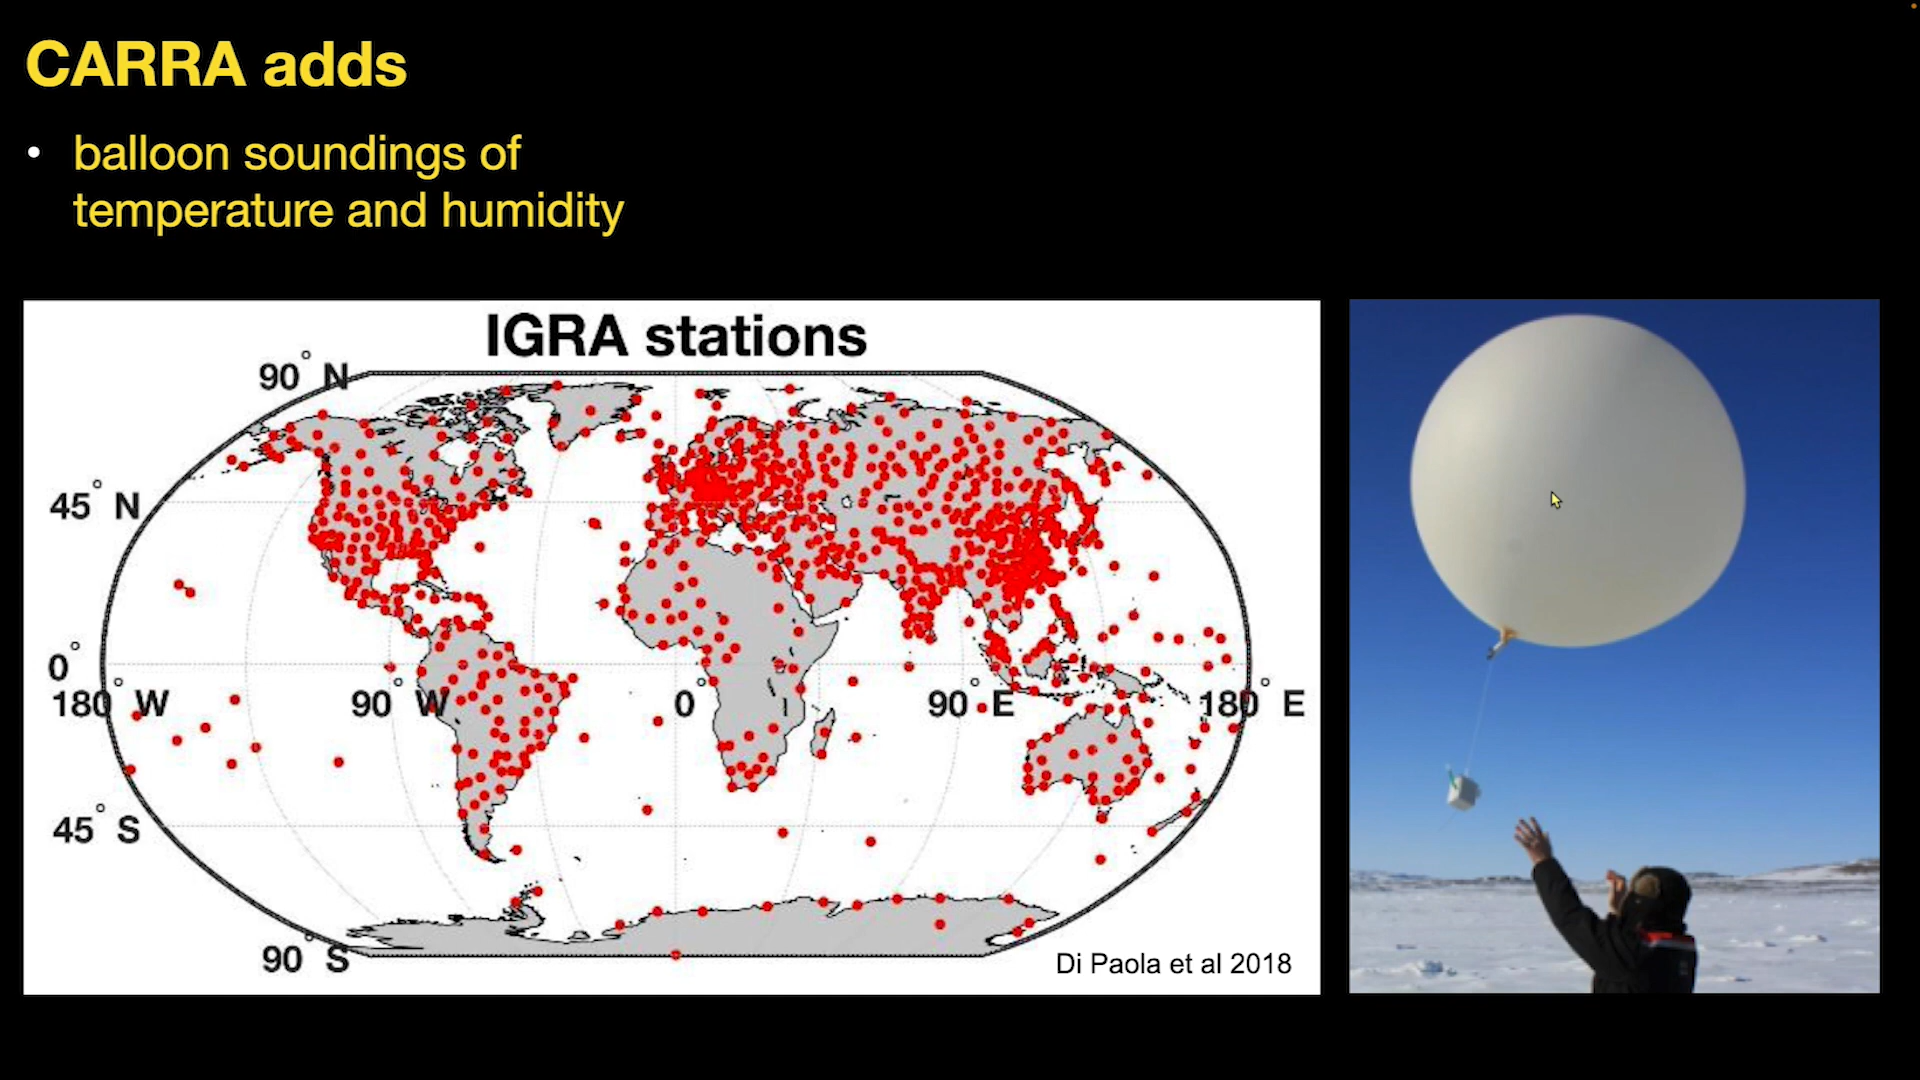 CARRA adds
• balloon soundings of
temperature and humidity
IGRA stations
90° N
45° N
0°
180° W
90° W
0°
90° E
180° E
45° S
90° S
Di Paola et al 2018